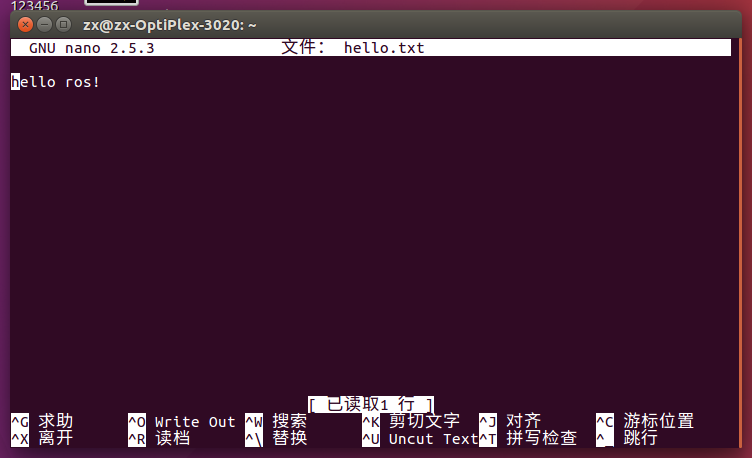 123456
zx@zx-OptiPlex-3020: ~
GNU nano 2.5.3 文件： hello.txt
hello ros!
[ 已读取1 行 ]
^G 求助 ^O Write Out ^W 搜索 ^K 剪切文字 ^J 对齐 ^C 游标位置
^X 离开 ^R 读档 ^\ 替换 ^U Uncut Text^T 拼写检查 ^_ 跳行